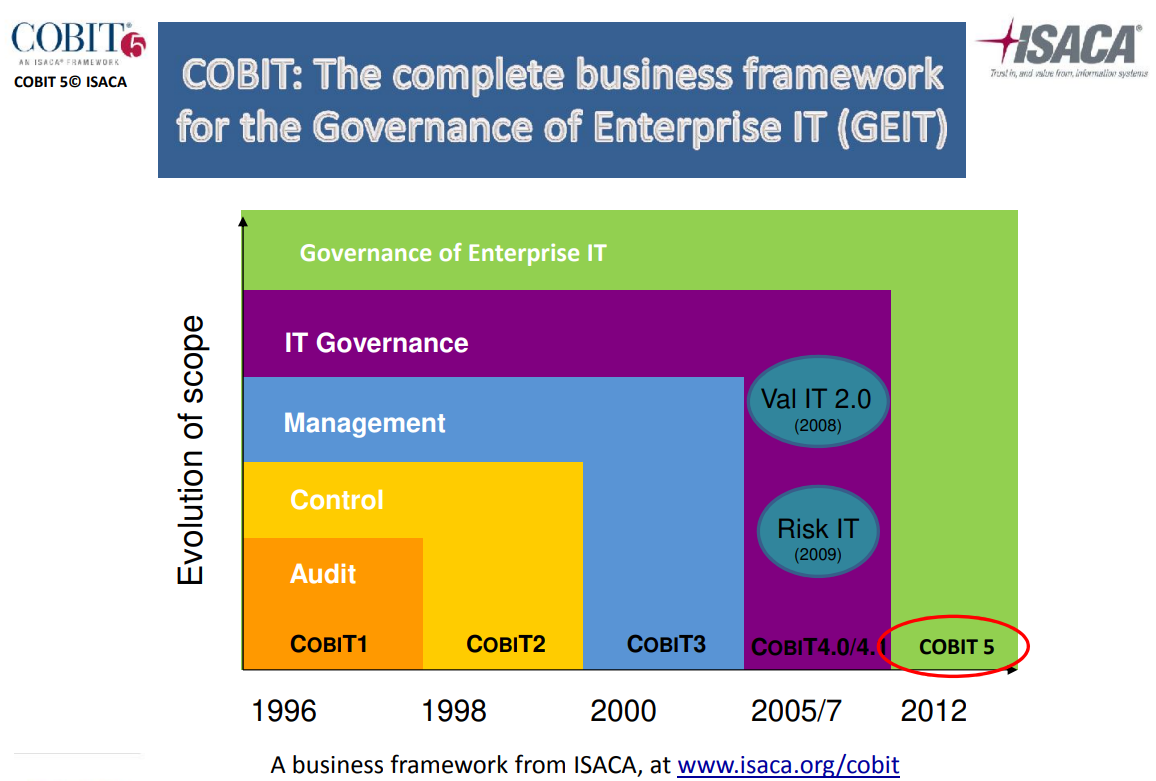 COBIT® 5
AN ISACA® FRAMEWORK
COBIT 5© ISACA
COBIT: The complete business framework
for the Governance of Enterprise IT (GEIT)
ISACA®
Trust in, and value from, information systems
Evolution of scope
Governance of Enterprise IT
IT Governance
Management
Control
Audit
Val IT 2.0
(2008)
Risk IT
(2009)
COBIT1
COBIT2
COBIT3
COBIT4.0/4.1
COBIT 5
1996
1998
2000
2005/7
2012
A business framework from ISACA, at www.isaca.org/cobit